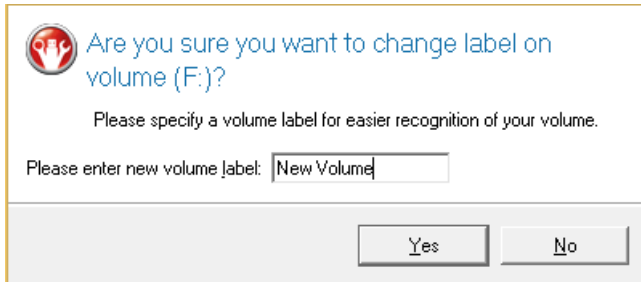 Are you sure you want to change label on
volume (F:)?
Please specify a volume label for easier recognition of your volume.
Please enter new volume label: New Volume
Yes No